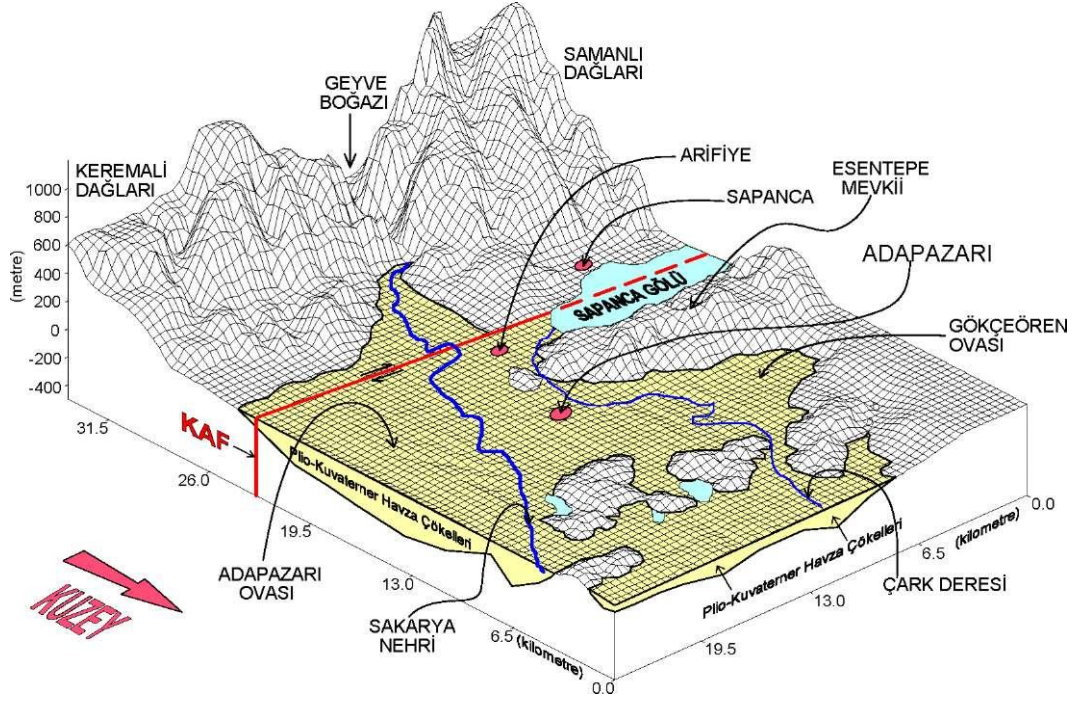 SAMANLI
DAĞLARI
GEYVE
BOĞAZI
ARİFİYE
KEREMALİ
DAĞLARI
ESENTEPE
MEVKİİ
SAPANCA
ADAPAZARI
SAPANCA GÖLÜ
GÖKÇEÖREN
OVASI
1000
800
600
400
200
0
-200
-400
(metre)
31.5
26.0
19.5
13.0
6.5
(kilometre)
0.0
KAF
Plio-Kuvaterner Havza Çökelleri
Plio-Kuvaterner Havza Çökelleri
0.0
(kilometre)
6.5
13.0
19.5
ADAPAZARI
OVASI
SAKARYA
NEHRİ
ÇARK DERESİ
KUZEY